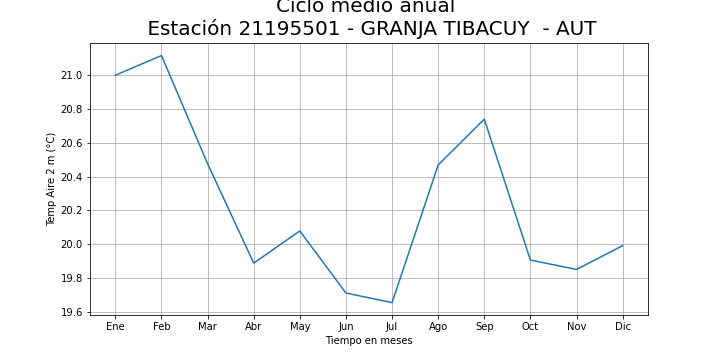 Ciclo medio anual
Estación 21195501 - GRANJA TIBACUY - AUT
Temp Aire 2 m (°C)
21.0
20.8
20.6
20.4
20.2
20.0
19.8
19.6
Ene Feb Mar Abr May Jun Jul Ago Sep Oct Nov Dic
Tiempo en meses